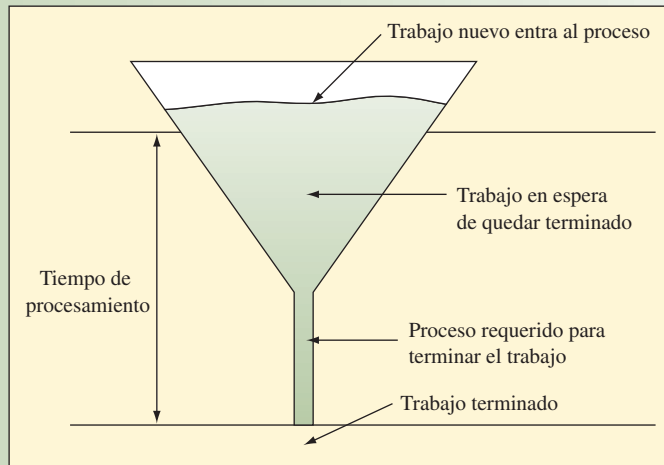 Trabajo nuevo entra al proceso
Trabajo en espera
de quedar terminado
Tiempo de
procesamiento
Proceso requerido para
terminar el trabajo
Trabajo terminado